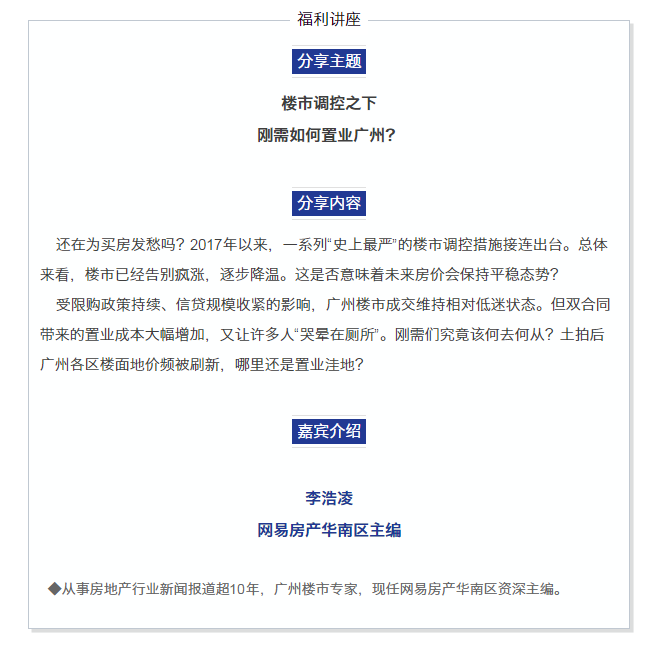 福利讲座
分享主题
楼市调控之下
刚需如何置业广州？
分享内容
还在为买房发愁吗？2017年以来，一系列“史上最严”的楼市调控措施接连出台。总体
来看，楼市已经告别疯涨，逐步降温。这是否意味着未来房价会保持平稳态势？
受限购政策持续、信贷规模收紧的影响，广州楼市成交维持相对低迷状态。但双合同
带来的置业成本大幅增加，又让许多人“哭晕在厕所”。刚需们究竟该何去何从？土拍后
广州各区楼面地价频被刷新，哪里还是置业洼地？
嘉宾介绍
李浩凌
网易房产华南区主编
◆从事房地产行业新闻报道超10年，广州楼市专家，现任网易房产华南区资深主编。